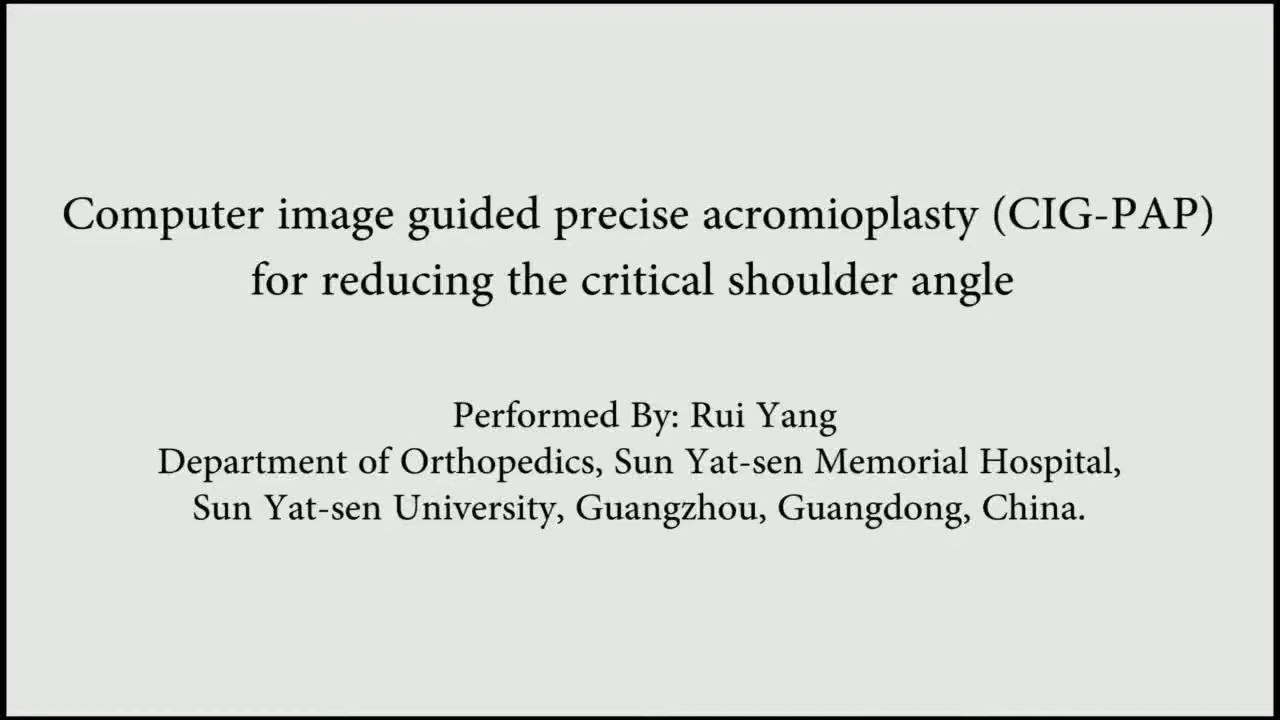 Computer image guided precise acromioplasty (CIG-PAP)
for reducing the critical shoulder angle
Performed By: Rui Yang
Department of Orthopedics, Sun Yat-sen Memorial Hospital,
Sun Yat-sen University, Guangzhou, Guangdong, China.